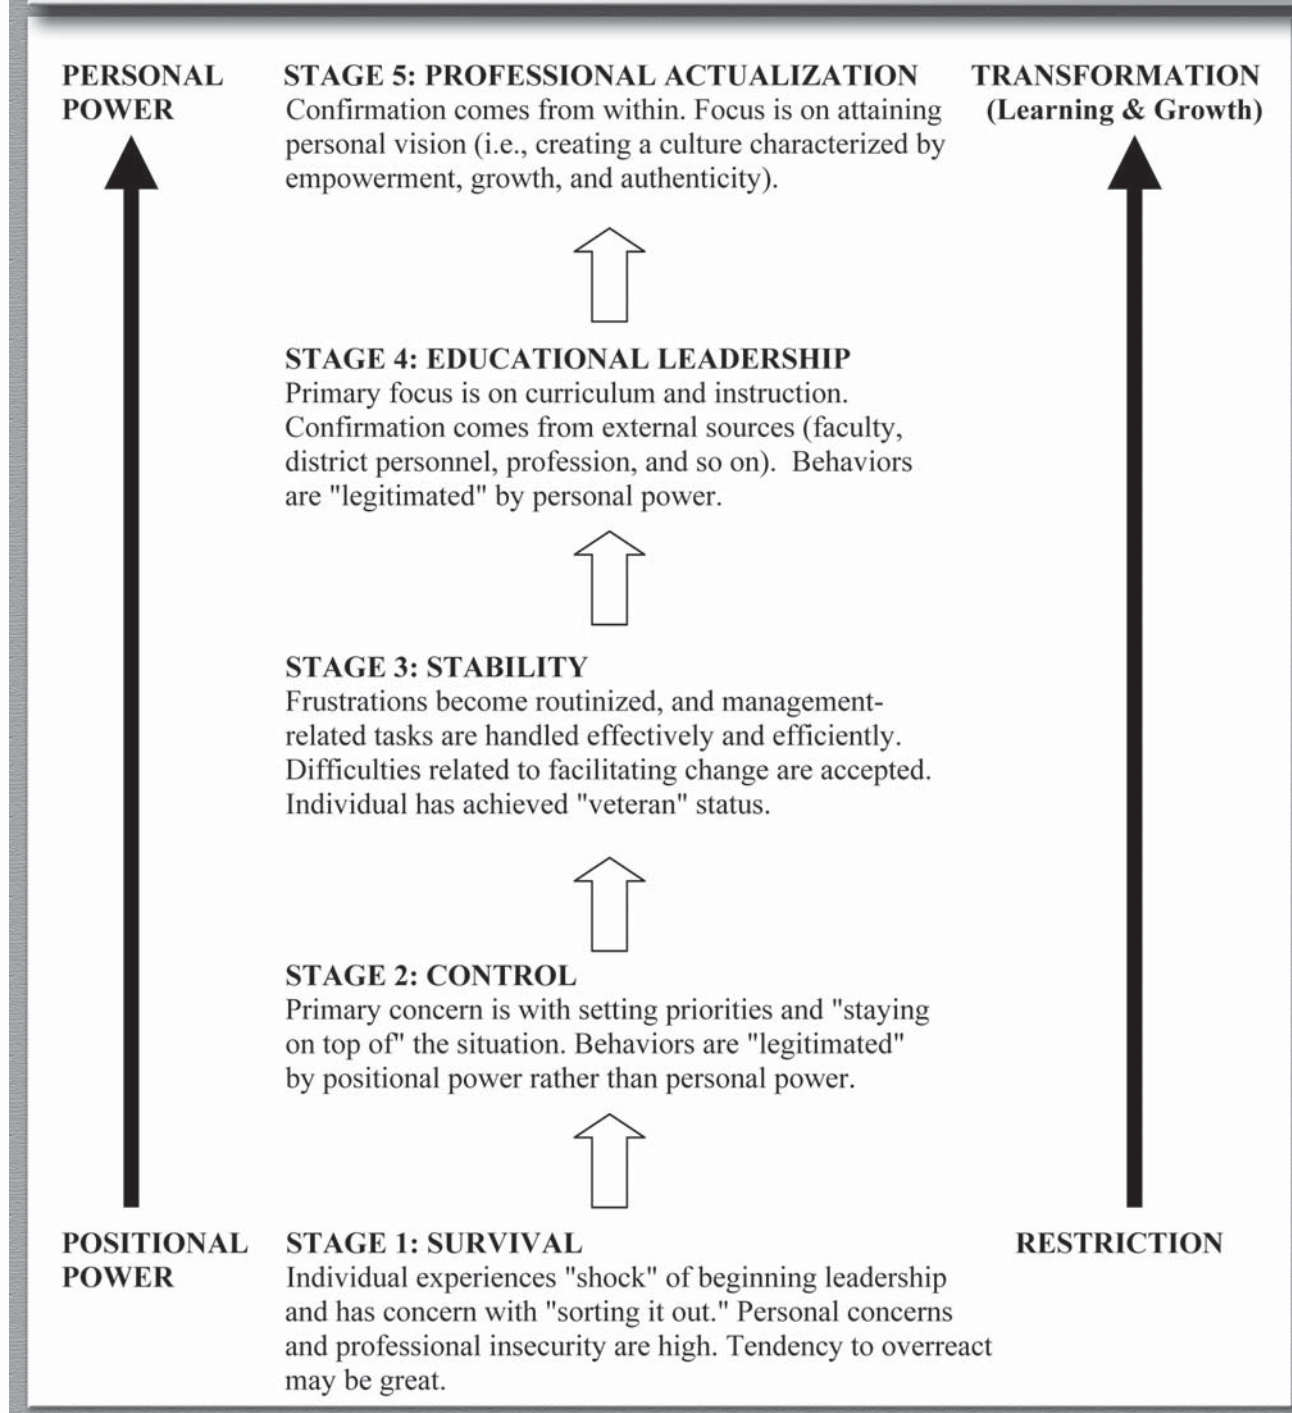 PERSONAL
POWER
STAGE 5: PROFESSIONAL ACTUALIZATION
Confirmation comes from within. Focus is on attaining
personal vision (i.e., creating a culture characterized by
empowerment, growth, and authenticity).
TRANSFORMATION
(Learning & Growth)
STAGE 4: EDUCATIONAL LEADERSHIP
Primary focus is on curriculum and instruction.
Confirmation comes from external sources (faculty,
district personnel, profession, and so on).  Behaviors
are "legitimated" by personal power.
STAGE 3: STABILITY
Frustrations become routinized, and management-
related tasks are handled effectively and efficiently.
Difficulties related to facilitating change are accepted.
Individual has achieved "veteran" status.
STAGE 2: CONTROL
Primary concern is with setting priorities and "staying
on top of" the situation. Behaviors are "legitimated"
by positional power rather than personal power.
POSITIONAL
POWER
STAGE 1: SURVIVAL
Individual experiences "shock" of beginning leadership
and has concern with "sorting it out." Personal concerns
and professional insecurity are high. Tendency to overreact
may be great.
RESTRICTION